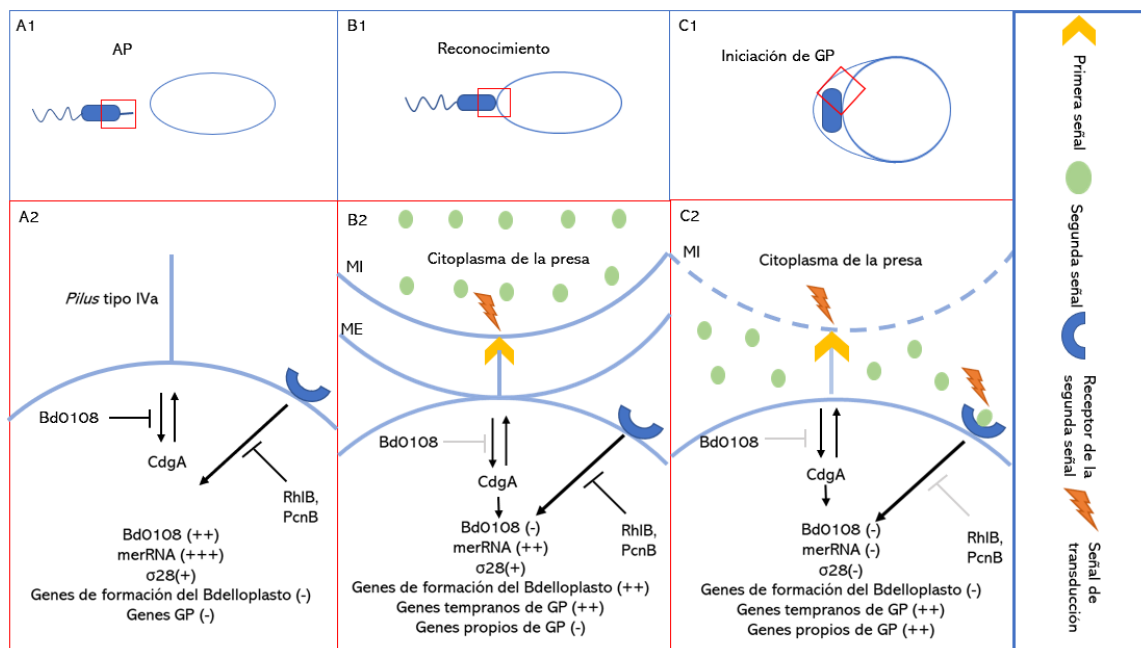 A1
AP
B1
Reconocimiento
C1
Iniciación de GP
A2
Pilus tipo IVa
Bd0108
CdgA
RhlB,
PcnB
Bd0108 (++)
merRNA (+++)
σ28(+)
Genes de formación del Bdelloplasto (-)
Genes GP (-)
B2
Citoplasma de la presa
MI
ME
Bd0108
CdgA
RhlB,
PcnB
Bd0108 (-)
merRNA (++)
σ28(+)
Genes de formación del Bdelloplasto (++)
Genes tempranos de GP (++)
Genes propios de GP (-)
C2
MI
Citoplasma de la presa
Bd0108
CdgA
RhlB,
PcnB
Bd0108 (-)
merRNA (-)
σ28(-)
Genes de formación del Bdelloplasto (-)
Genes tempranos de GP (++)
Genes propios de GP (++)
Primera señal
Segunda señal
Receptor de la
segunda señal
Señal de
transducción